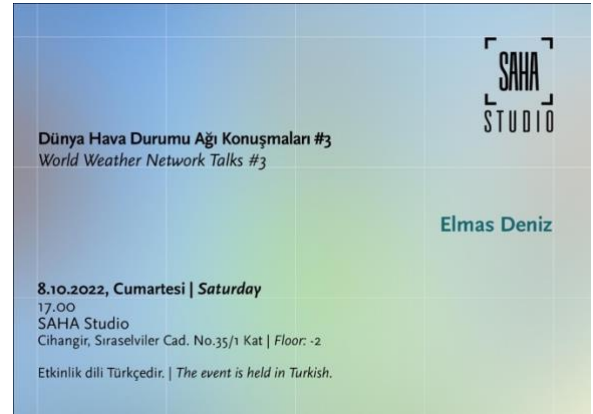 SAHA
STUDIO
Dünya Hava Durumu Ağı Konuşmaları #3
World Weather Network Talks #3
Elmas Deniz
8.10.2022, Cumartesi | Saturday
17.00
SAHA Studio
Cihangir, Sıraselviler Cad. No.35/1 Kat | Floor: -2
Etkinlik dili Türkçedir. | The event is held in Turkish.